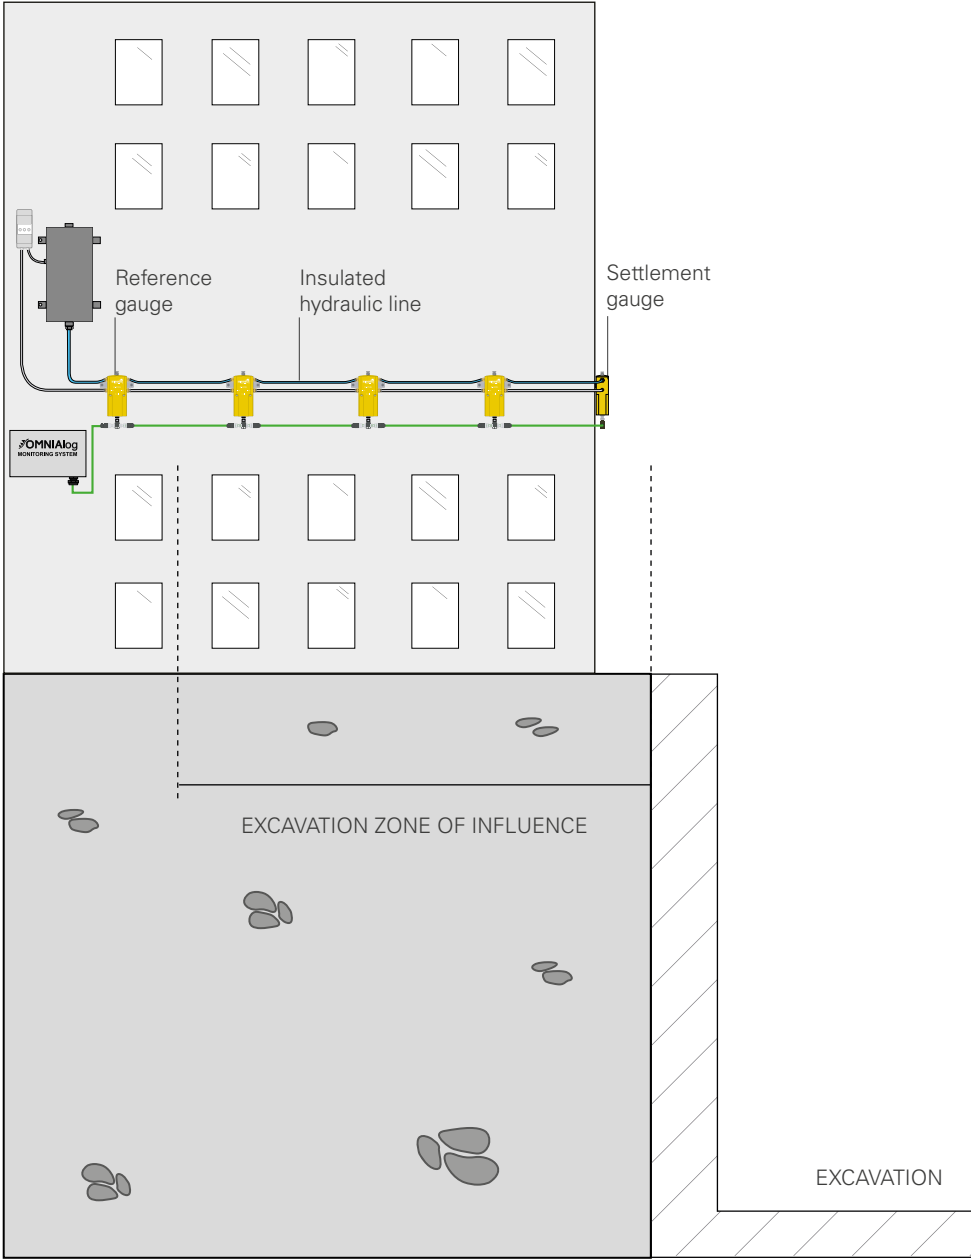 Reference
gauge
Insulated
hydraulic line
Settlement
gauge
OMNIAlog
MONITORING SYSTEM
EXCAVATION ZONE OF INFLUENCE
EXCAVATION